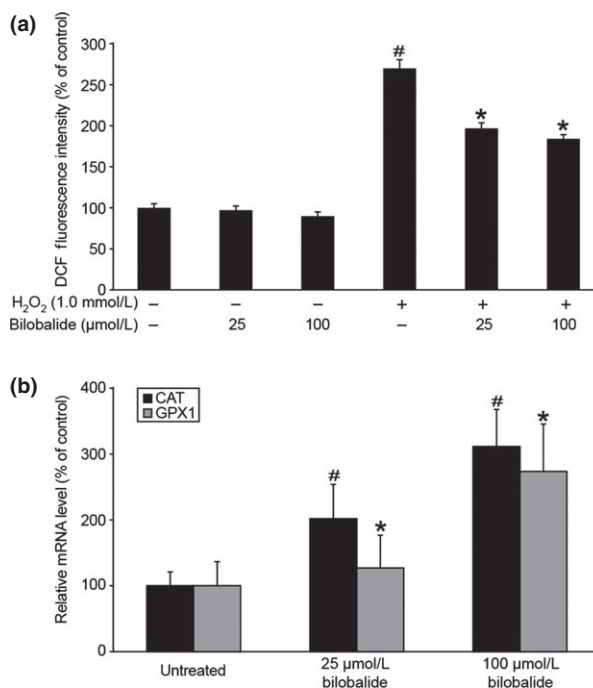 (a)
DCF fluorescence intensity (% of control)
300
250
200
150
100
50
0
#
*
*
H₂O₂ (1.0 mmol/L) – – – + + +
Bilobalide (µmol/L) – 25 100 – 25 100
(b)
Relative mRNA level (% of control)
400
300
200
100
0
CAT
GPX1
#
*
#
*
Untreated
25 µmol/L
bilobalide
100 µmol/L
bilobalide